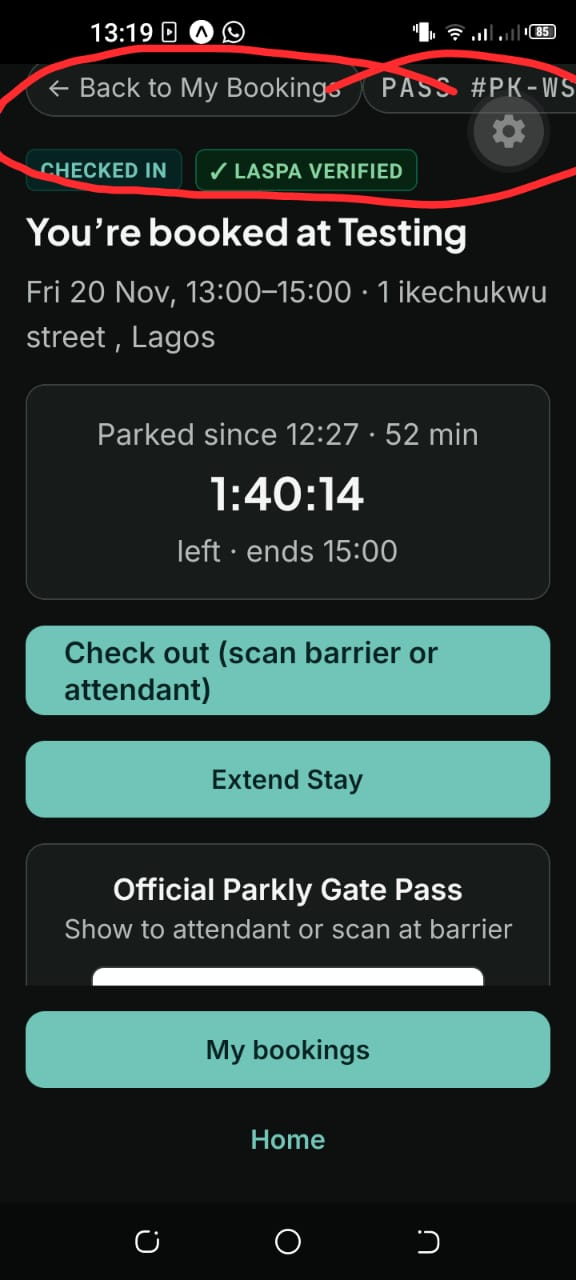 13:19 85
← Back to My Bookings PASS #PK-WS
CHECKED IN ✓ LASPA VERIFIED
You’re booked at Testing
Fri 20 Nov, 13:00–15:00 · 1 ikechukwu
street , Lagos
Parked since 12:27 · 52 min
1:40:14
left · ends 15:00
Check out (scan barrier or
attendant)
Extend Stay
Official Parkly Gate Pass
Show to attendant or scan at barrier
My bookings
Home